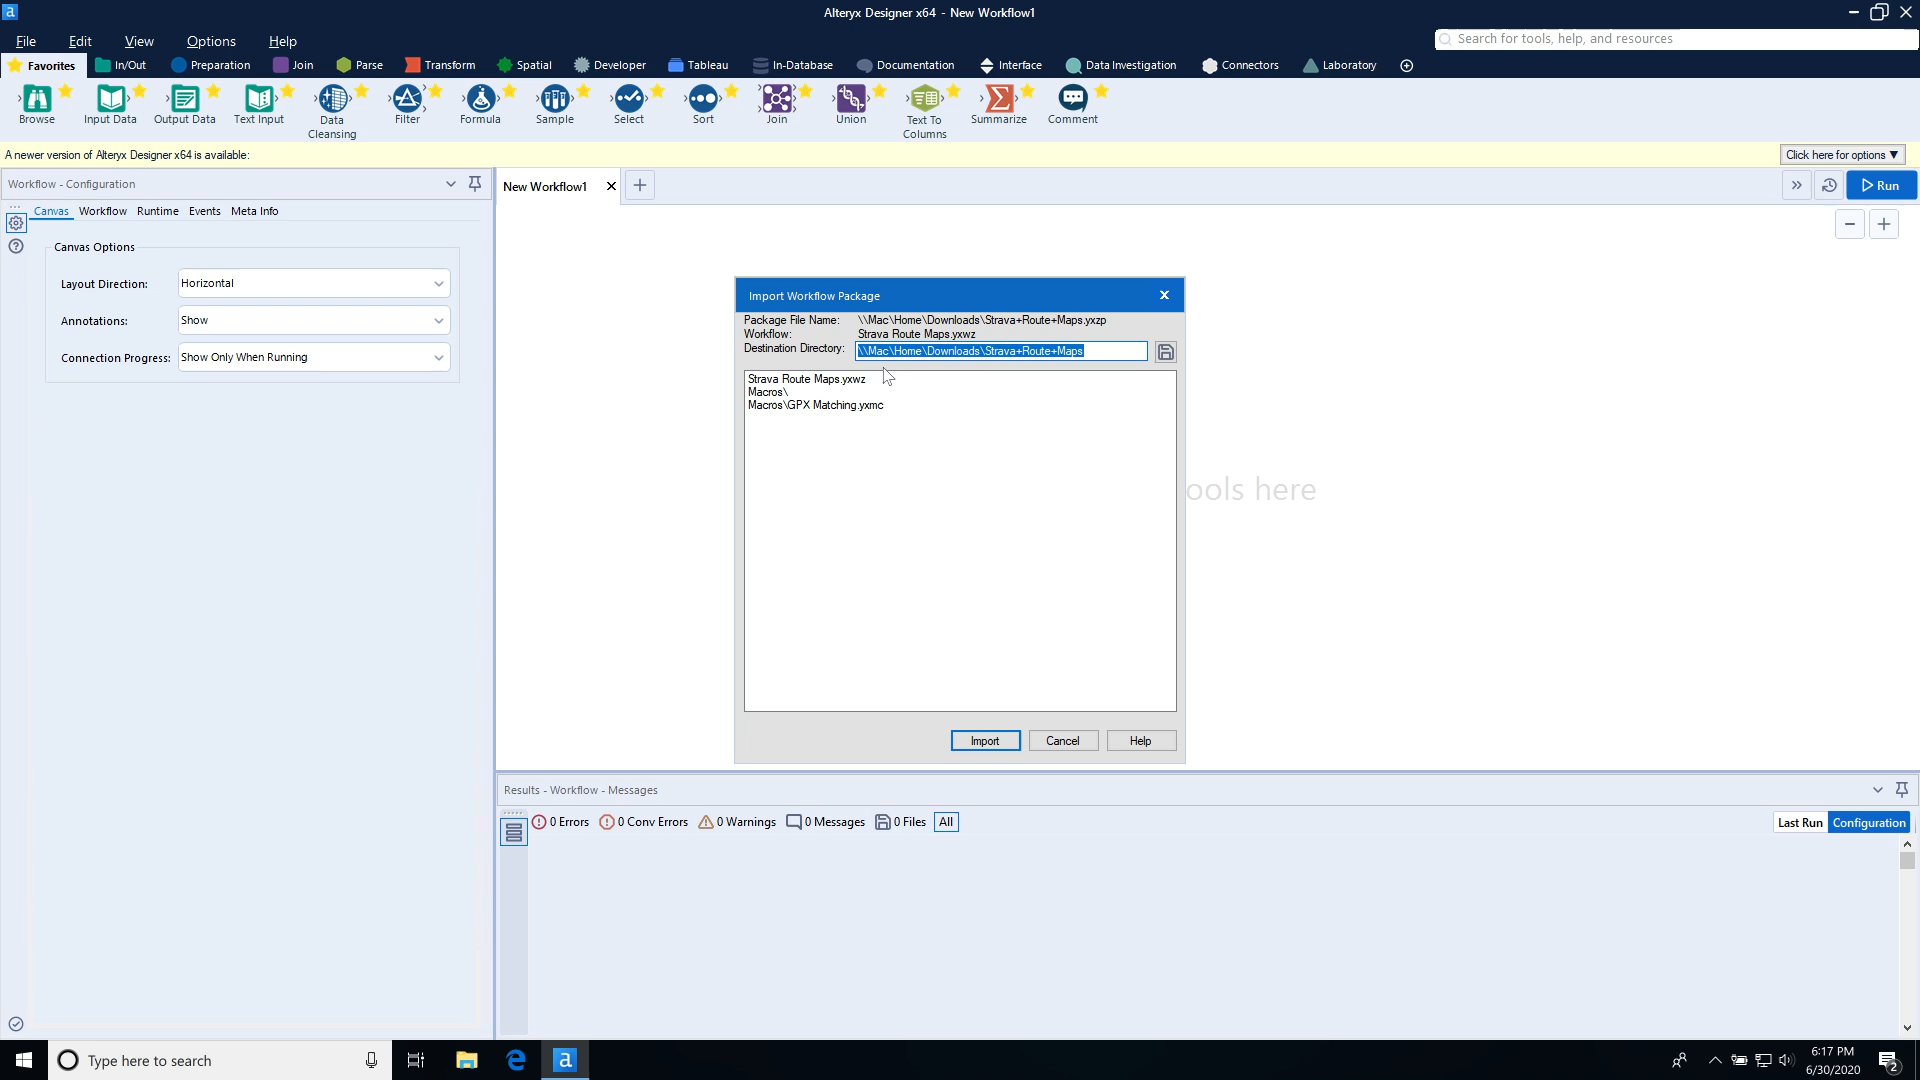 a
Alteryx Designer x64 - New Workflow1
File Edit View Options Help
Search for tools, help, and resources
Favorites In/Out Preparation Join Parse Transform Spatial Developer Tableau In-Database Documentation Interface Data Investigation Connectors Laboratory
Browse Input Data Output Data Text Input Data Cleansing Filter Formula Sample Select Sort Join Union Text To Columns Summarize Comment
A newer version of Alteryx Designer x64 is available:
Click here for options ▼
Workflow - Configuration
New Workflow1
Run
Canvas Workflow Runtime Events Meta Info
Canvas Options
Layout Direction: Horizontal
Annotations: Show
Connection Progress: Show Only When Running
Import Workflow Package
Package File Name: \\Mac\Home\Downloads\Strava+Route+Maps.yxzp
Workflow: Strava Route Maps.yxwz
Destination Directory: \\Mac\Home\Downloads\Strava+Route+Maps
Strava Route Maps.yxwz
Macros\
Macros\GPX Matching.yxmc
ools here
Import Cancel Help
Results - Workflow - Messages
0 Errors 0 Conv Errors 0 Warnings 0 Messages 0 Files All
Last Run Configuration
Type here to search
a
6:17 PM
6/30/2020
2